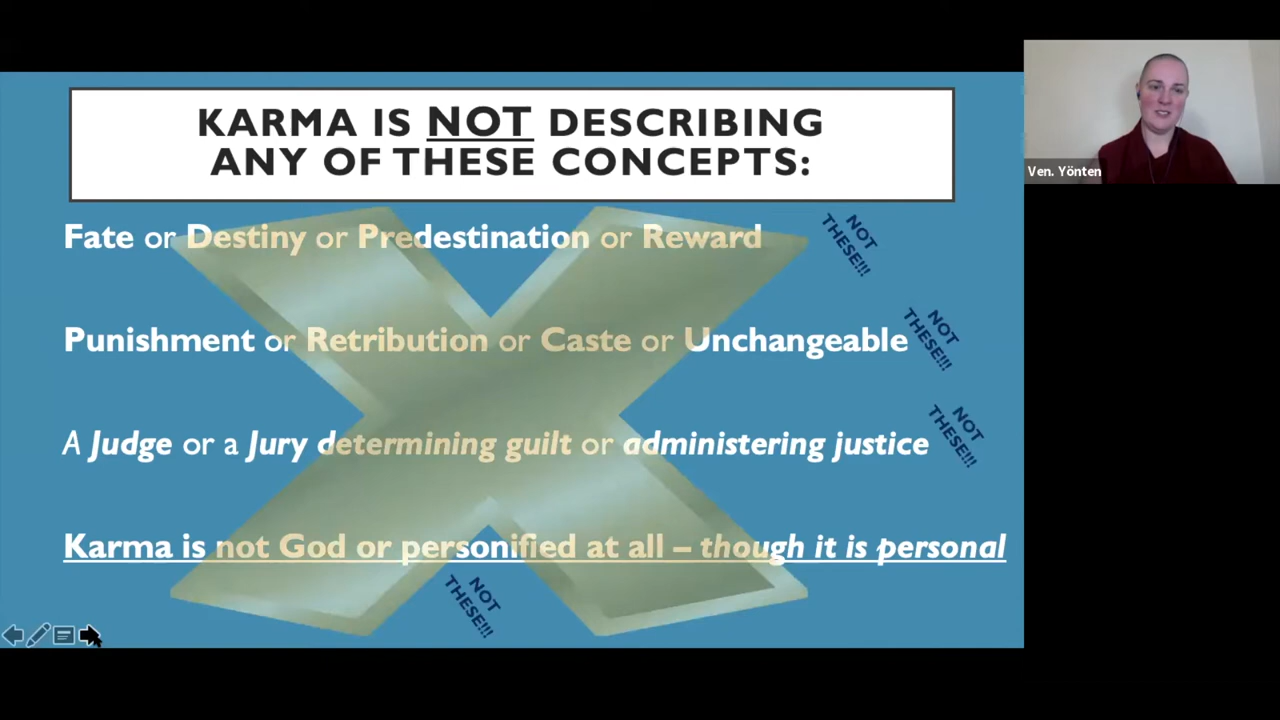 KARMA IS NOT DESCRIBING
ANY OF THESE CONCEPTS:
Fate or Destiny or Predestination or Reward
NOT
THESE!!!
Punishment or Retribution or Caste or Unchangeable
NOT
THESE!!!
A Judge or a Jury determining guilt or administering justice
NOT
THESE!!!
Karma is not God or personified at all – though it is personal
NOT
THESE!!!
Ven. Yönten